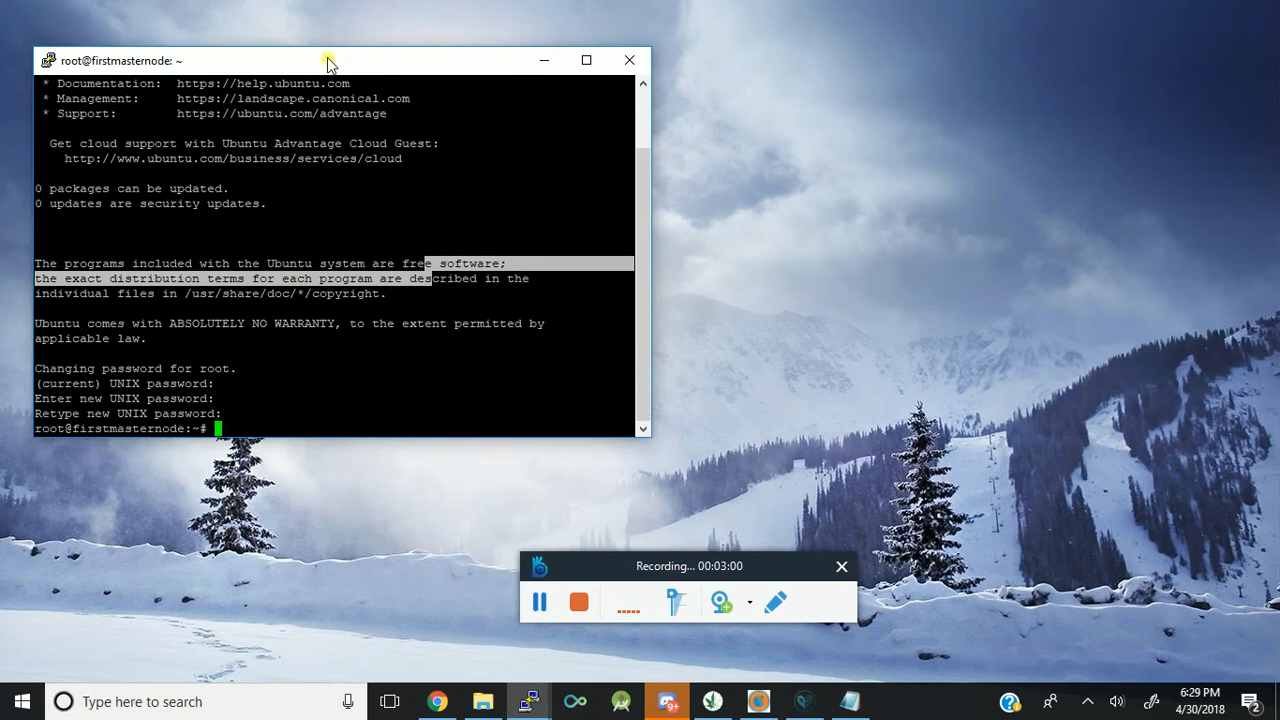 root@firstmasternode: ~
* Documentation:  https://help.ubuntu.com
* Management:     https://landscape.canonical.com
* Support:        https://ubuntu.com/advantage
Get cloud support with Ubuntu Advantage Cloud Guest:
http://www.ubuntu.com/business/services/cloud
0 packages can be updated.
0 updates are security updates.
The programs included with the Ubuntu system are free software;
the exact distribution terms for each program are described in the
individual files in /usr/share/doc/*/copyright.
Ubuntu comes with ABSOLUTELY NO WARRANTY, to the extent permitted by
applicable law.
Changing password for root.
(current) UNIX password:
Enter new UNIX password:
Retype new UNIX password:
root@firstmasternode:~#
Recording... 00:03:00
Type here to search
9+
6:29 PM
4/30/2018
2